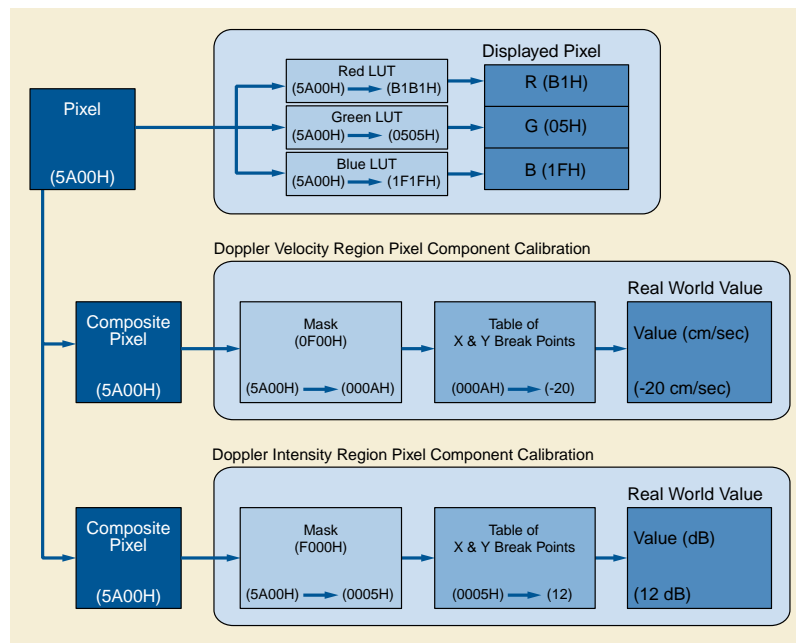 Pixel
(5A00H)
Displayed Pixel
Red LUT
(5A00H) (B1B1H)
R (B1H)
Green LUT
(5A00H) (0505H)
G (05H)
Blue LUT
(5A00H) (1F1FH)
B (1FH)
Doppler Velocity Region Pixel Component Calibration
Composite
Pixel
(5A00H)
Mask
(0F00H)
(5A00H) (000AH)
Table of
X & Y Break Points
(000AH) (-20)
Real World Value
Value (cm/sec)
(-20 cm/sec)
Doppler Intensity Region Pixel Component Calibration
Composite
Pixel
(5A00H)
Mask
(F000H)
(5A00H) (0005H)
Table of
X & Y Break Points
(0005H) (12)
Real World Value
Value (dB)
(12 dB)